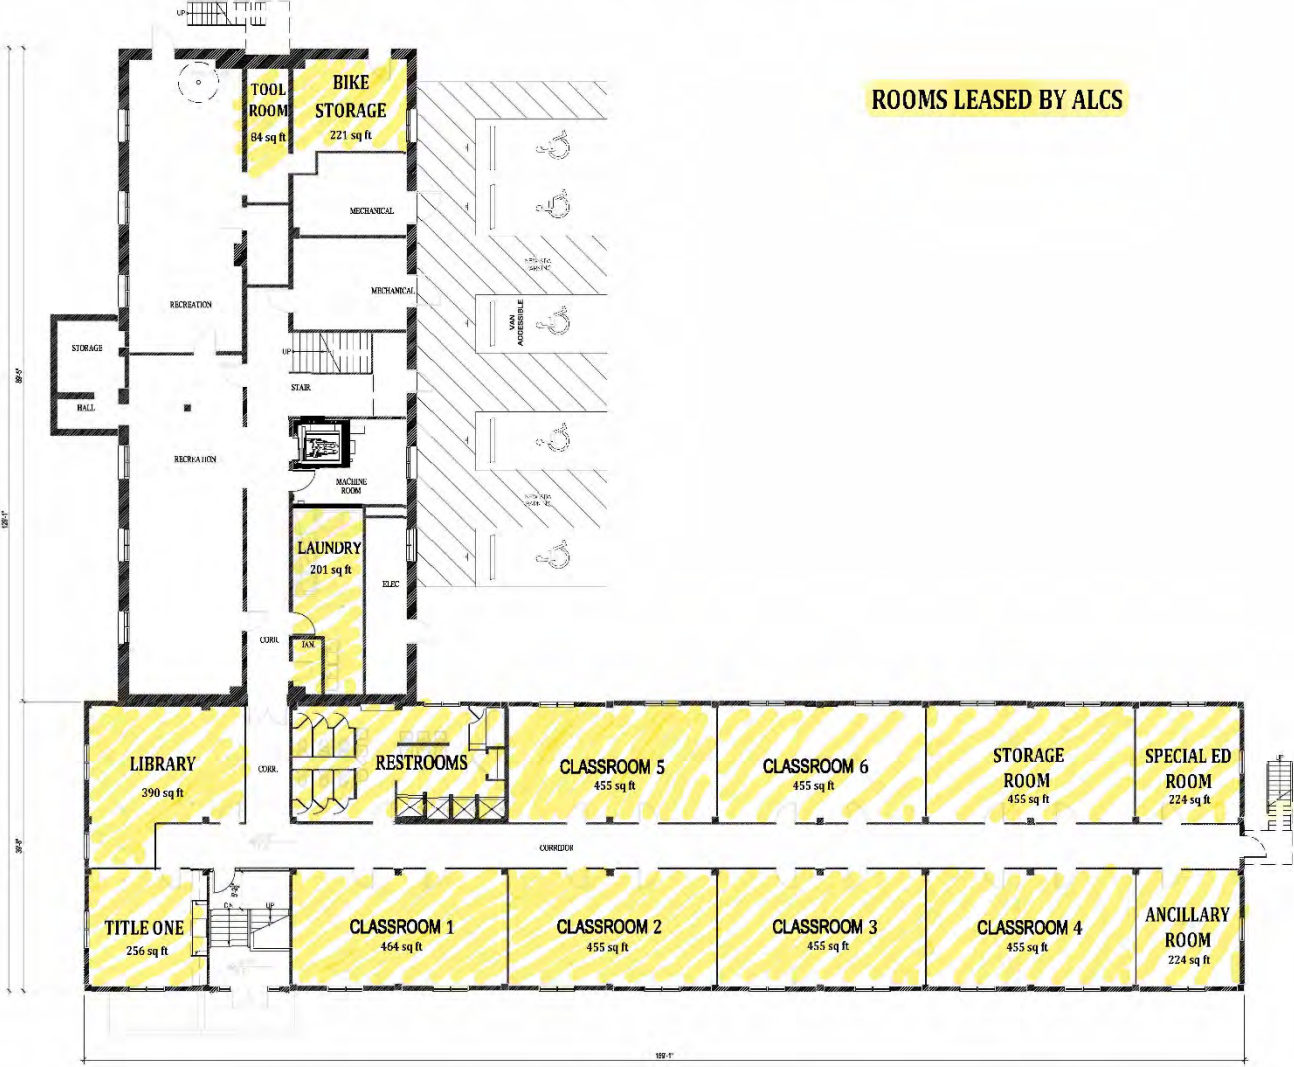 UP
ROOMS LEASED BY ALCS
TOOL
ROOM
84 sq ft
BIKE
STORAGE
221 sq ft
MECHANICAL
MECHANICAL
RECREATION
VAN
ACCESSIBLE
STORAGE
UP
STAIR
HALL
RECREATION
MACHINE
ROOM
LAUNDRY
201 sq ft
ELEC
CORR.
JAN.
89'-5"
LIBRARY
390 sq ft
CORR.
RESTROOMS
CLASSROOM 5
455 sq ft
CLASSROOM 6
455 sq ft
STORAGE
ROOM
455 sq ft
SPECIAL ED
ROOM
224 sq ft
UP
CORRIDOR
TITLE ONE
256 sq ft
UP
CLASSROOM 1
464 sq ft
CLASSROOM 2
455 sq ft
CLASSROOM 3
455 sq ft
CLASSROOM 4
455 sq ft
ANCILLARY
ROOM
224 sq ft